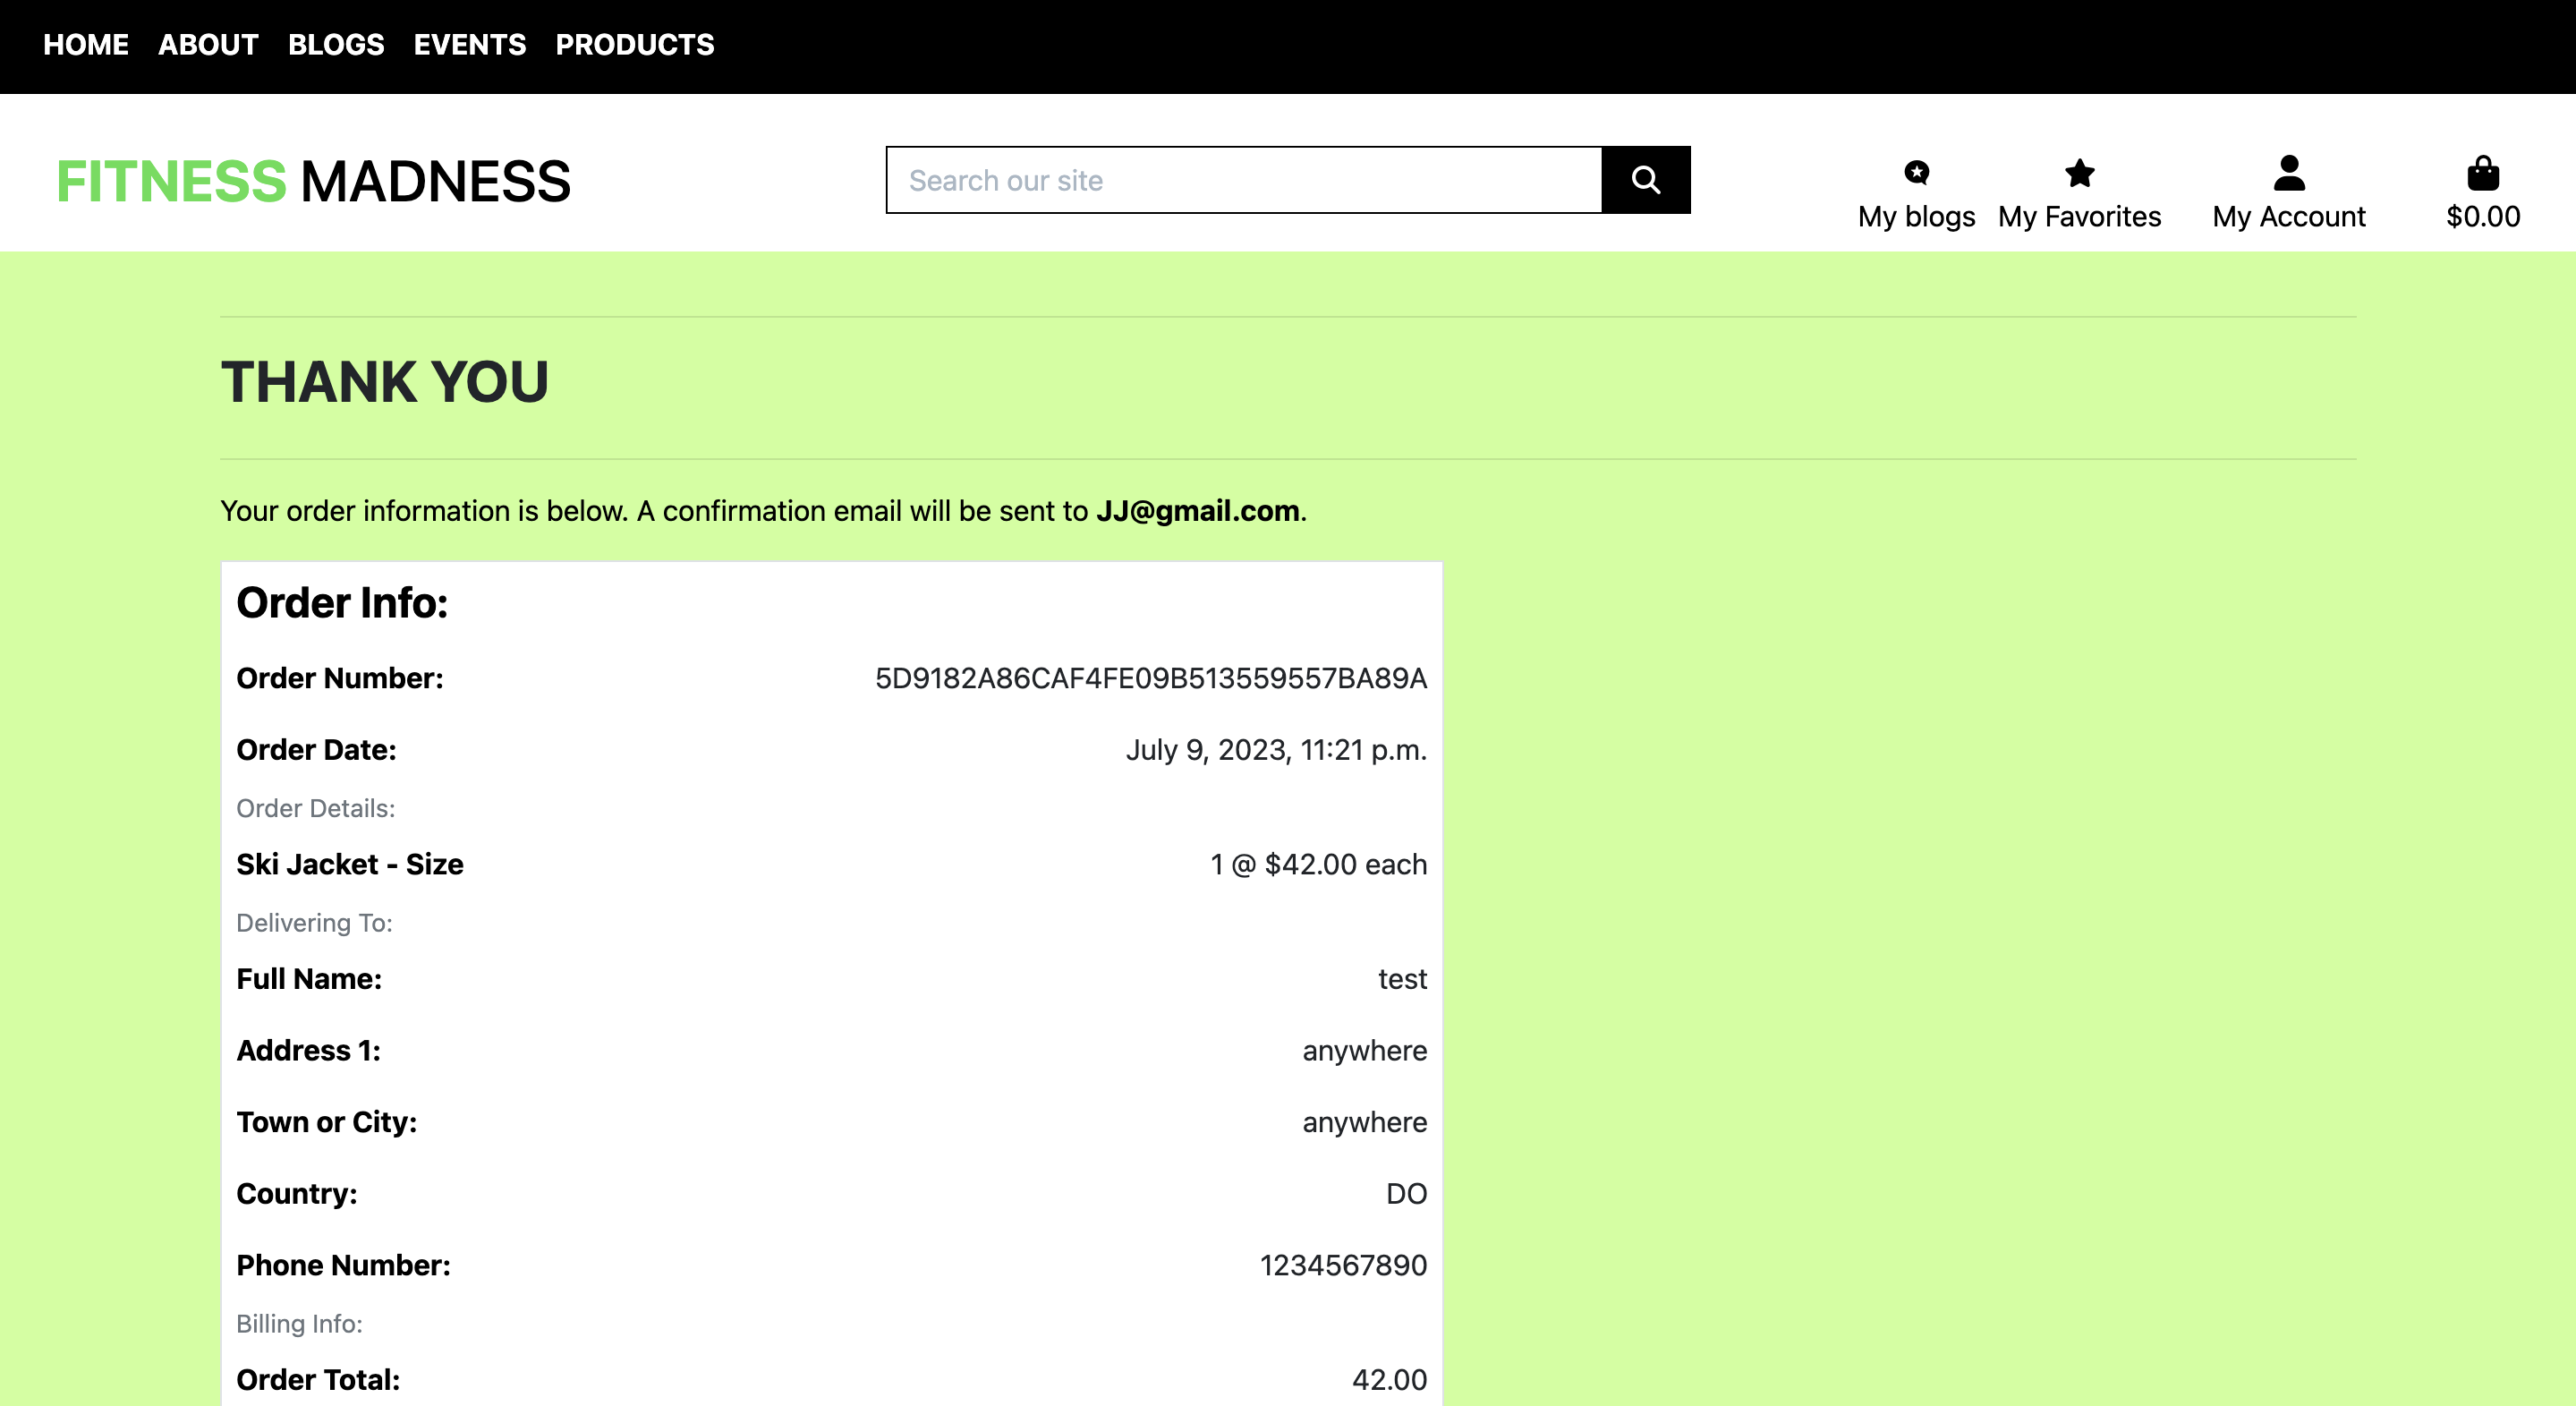 HOME ABOUT BLOGS EVENTS PRODUCTS
FITNESS MADNESS
Search our site
My blogs My Favorites My Account $0.00
THANK YOU
Your order information is below. A confirmation email will be sent to JJ@gmail.com.
Order Info:
Order Number: 5D9182A86CAF4FE09B513559557BA89A
Order Date: July 9, 2023, 11:21 p.m.
Order Details:
Ski Jacket - Size 1 @ $42.00 each
Delivering To:
Full Name: test
Address 1: anywhere
Town or City: anywhere
Country: DO
Phone Number: 1234567890
Billing Info:
Order Total: 42.00